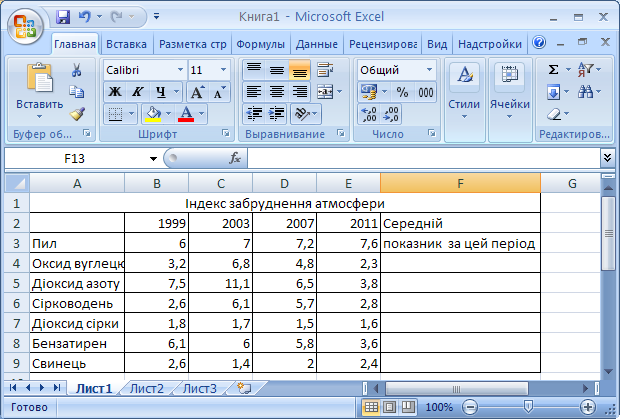 Книга1 - Microsoft Excel
Главная Вставка Разметка стр Формулы Данные Рецензирова Вид Надстройки
Вставить
Calibri 11
Ж К Ч
Общий
% 000
Стили
Ячейки
Буфер об... Шрифт Выравнивание Число Редактиров...
F13 fx
A B C D E F G
1 Індекс забруднення атмосфери
2 1999 2003 2007 2011 Середній
3 Пил 6 7 7,2 7,6 показник за цей період
4 Оксид вуглецю 3,2 6,8 4,8 2,3
5 Діоксид азоту 7,5 11,1 6,5 3,8
6 Сірководень 2,6 6,1 5,7 2,8
7 Діоксид сірки 1,8 1,7 1,5 1,6
8 Бензатирен 6,1 6 5,8 3,6
9 Свинець 2,6 1,4 2 2,4
Лист1 Лист2 Лист3
Готово 100%